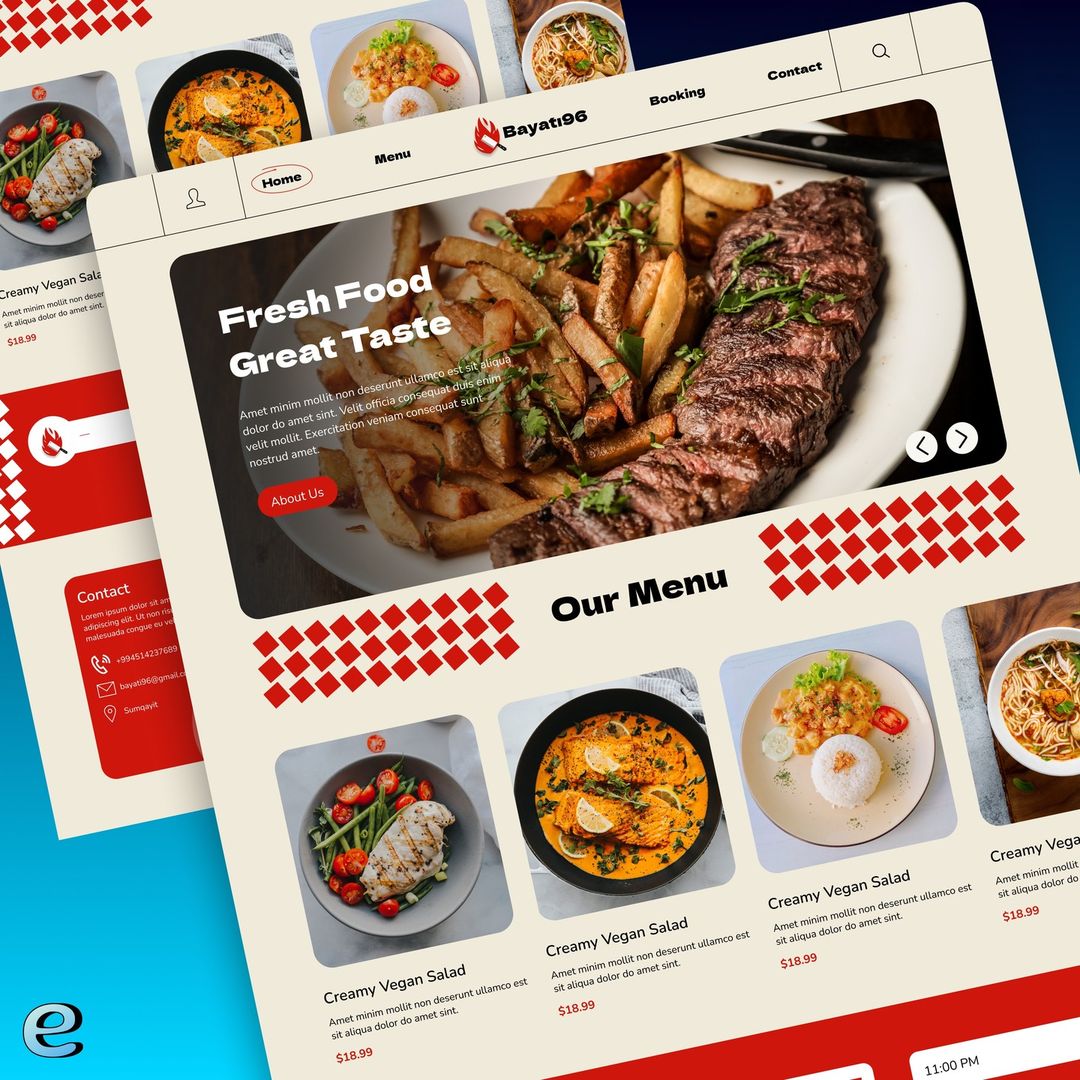 Home
Menu
Bayatı96
Booking
Contact
Fresh Food
Great Taste
Amet minim mollit non deserunt ullamco est sit aliqua
dolor do amet sint. Velit officia consequat duis enim
velit mollit. Exercitation veniam consequat sunt
nostrud amet.
About Us
Our Menu
Creamy Vegan Salad
Amet minim mollit non deserunt ullamco est
sit aliqua dolor do amet sint.
$18.99
Creamy Vegan Salad
Amet minim mollit non deserunt ullamco est
sit aliqua dolor do amet sint.
$18.99
Creamy Vegan Salad
Amet minim mollit non deserunt ullamco est
sit aliqua dolor do amet sint.
$18.99
Creamy Vega
Amet minim mollit
sit aliqua dolor do
$18.99
11:00 PM
Creamy Vegan Sala
Amet minim mollit non deser
sit aliqua dolor do amet sint.
$18.99
Contact
Lorem ipsum dolor sit am
adipiscing elit. Ut non risu
malesuada congue eu ve
+994514237689
bayati96@gmail.c
Sumqayit
e